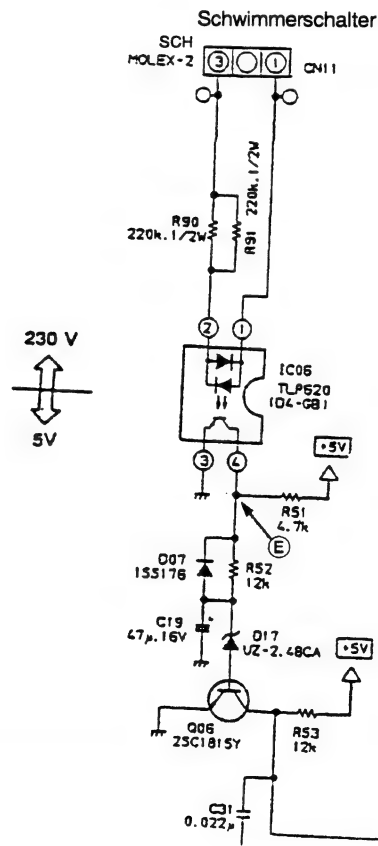 Schwimmerschalter
SCH
MOLEX-2
3
1
CN11
R90
220k.1/2W
R91
220k.1/2W
2
1
230 V
5V
IC06
TLP620
(D4-GB)
3
4
+5V
R51
4.7k
E
D07
1SS176
R52
12k
C19
47μ.16V
+
D17
UZ-2.4BCA
+5V
Q06
2SC1815Y
R53
12k
C31
0.022μ